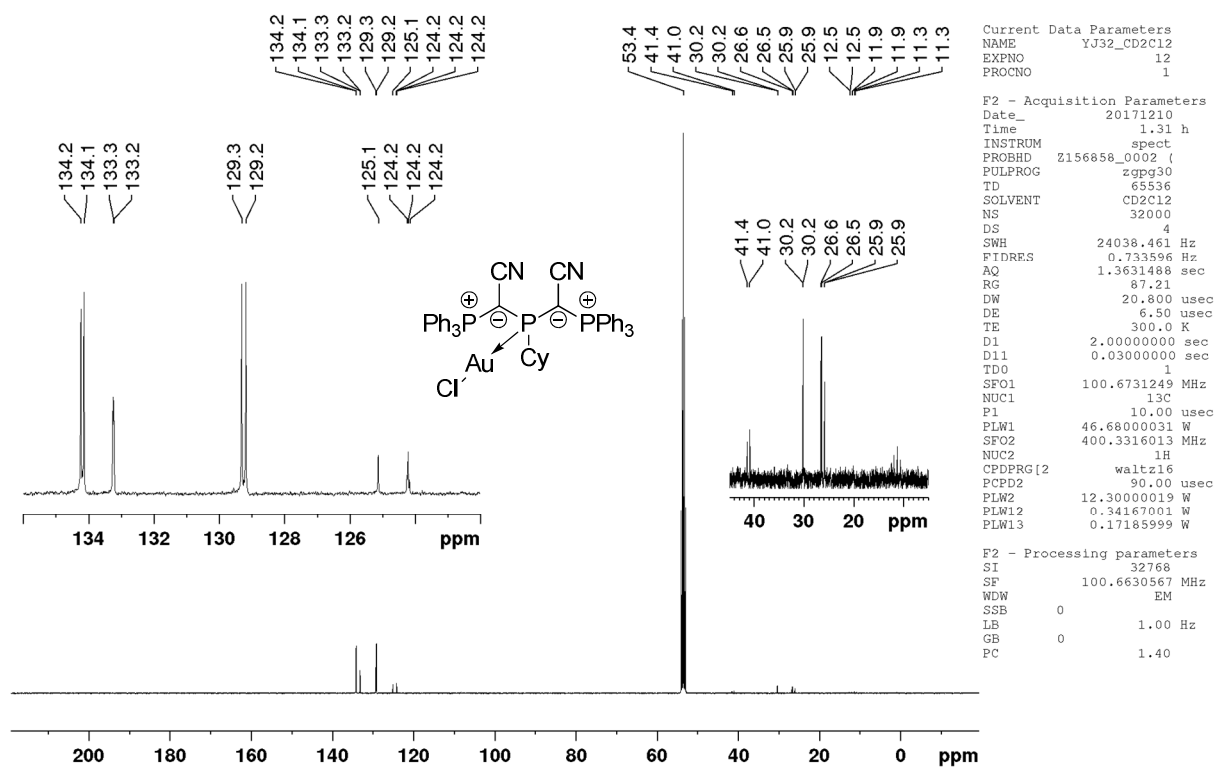 134.2
134.1
133.3
133.2
129.3
129.2
125.1
124.2
124.2
124.2
53.4
41.4
41.0
30.2
30.2
26.6
26.5
25.9
25.9
12.5
12.5
11.9
11.9
11.3
11.3
134.2
134.1
133.3
133.2
129.3
129.2
125.1
124.2
124.2
124.2
134 132 130 128 126 ppm
CN CN
Ph3P P PPh3
Au Cy
Cl
41.4
41.0
30.2
30.2
26.6
26.5
25.9
25.9
40 30 20 ppm
200 180 160 140 120 100 80 60 40 20 0 ppm
Current Data Parameters
NAME YJ32_CD2Cl2
EXPNO 12
PROCNO 1
F2 - Acquisition Parameters
Date_ 20171210
Time 1.31 h
INSTRUM spect
PROBHD Z156858_0002 (
PULPROG zgpg30
TD 65536
SOLVENT CD2Cl2
NS 32000
DS 4
SWH 24038.461 Hz
FIDRES 0.733596 Hz
AQ 1.3631488 sec
RG 87.21
DW 20.800 usec
DE 6.50 usec
TE 300.0 K
D1 2.00000000 sec
D11 0.03000000 sec
TD0 1
SFO1 100.6731249 MHz
NUC1 13C
P1 10.00 usec
PLW1 46.68000031 W
SFO2 400.3316013 MHz
NUC2 1H
CPDPRG[2 waltz16
PCPD2 90.00 usec
PLW2 12.30000019 W
PLW12 0.34167001 W
PLW13 0.17185999 W
F2 - Processing parameters
SI 32768
SF 100.6630567 MHz
WDW EM
SSB 0
LB 1.00 Hz
GB 0
PC 1.40